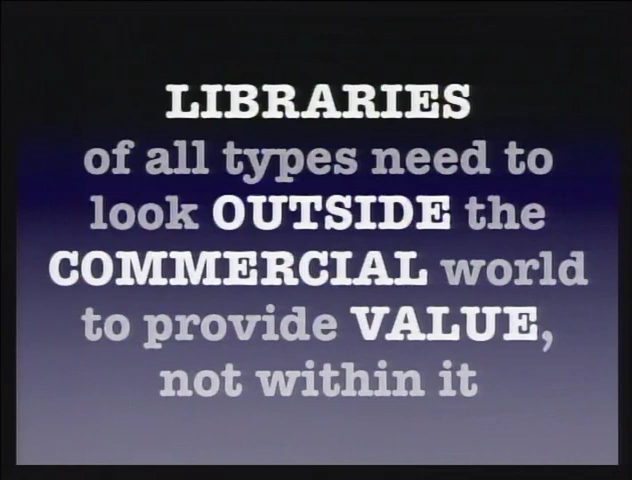 LIBRARIES
of all types need to
look OUTSIDE the
COMMERCIAL world
to provide VALUE,
not within it